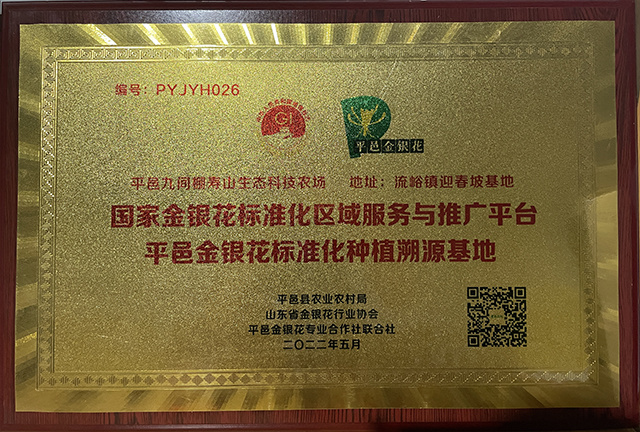 编号：PYJYH026
GI
平邑金银花
平邑九间棚寿山生态科技农场 地址：流峪镇迎春坡基地
国家金银花标准化区域服务与推广平台
平邑金银花标准化种植溯源基地
平邑县农业农村局
山东省金银花行业协会
平邑金银花专业合作社联合社
二〇二二年五月